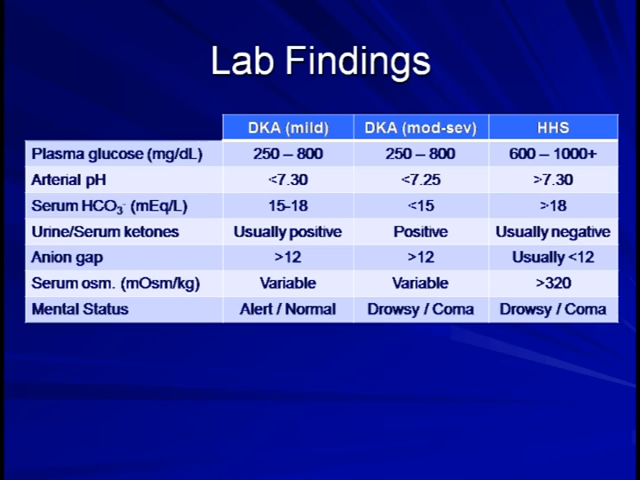 Lab Findings
DKA (mild) DKA (mod-sev) HHS
Plasma glucose (mg/dL) 250 – 800 250 – 800 600 – 1000+
Arterial pH <7.30 <7.25 >7.30
Serum HCO3- (mEq/L) 15-18 <15 >18
Urine/Serum ketones Usually positive Positive Usually negative
Anion gap >12 >12 Usually <12
Serum osm. (mOsm/kg) Variable Variable >320
Mental Status Alert / Normal Drowsy / Coma Drowsy / Coma